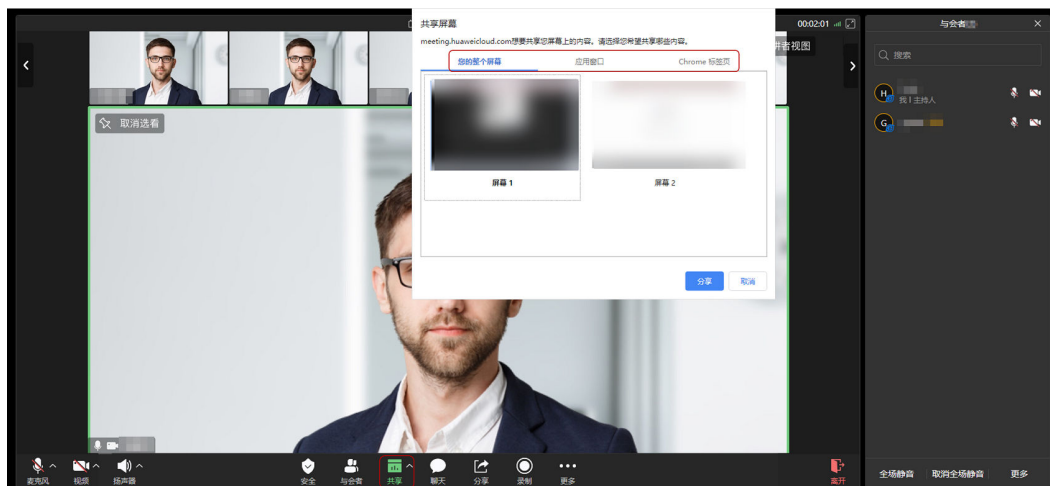 共享屏幕
meeting.huaweicloud.com想要共享您屏幕上的内容。请选择您希望共享哪些内容。
您的整个屏幕 应用窗口 Chrome 标签页
屏幕 1 屏幕 2
分享 取消
00:02:01
讲者视图
取消选看
与会者
搜索
H
我 | 主持人
G
麦克风 视频 扬声器 安全 与会者 共享 聊天 分享 录制 更多 离开
全场静音 取消全场静音 更多